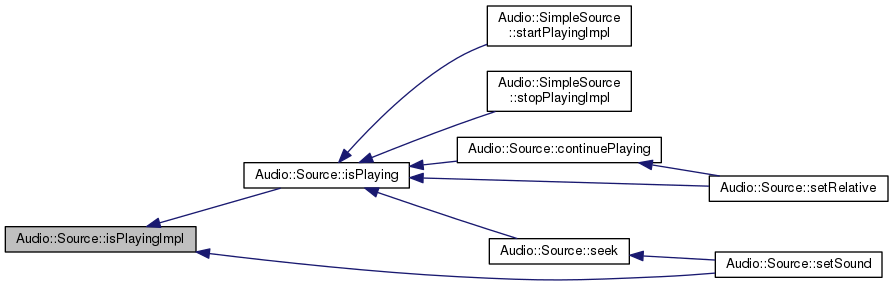 Audio::SimpleSource
::startPlayingImpl
Audio::SimpleSource
::stopPlayingImpl
Audio::Source::continuePlaying
Audio::Source::isPlaying
Audio::Source::setRelative
Audio::Source::isPlayingImpl
Audio::Source::seek
Audio::Source::setSound